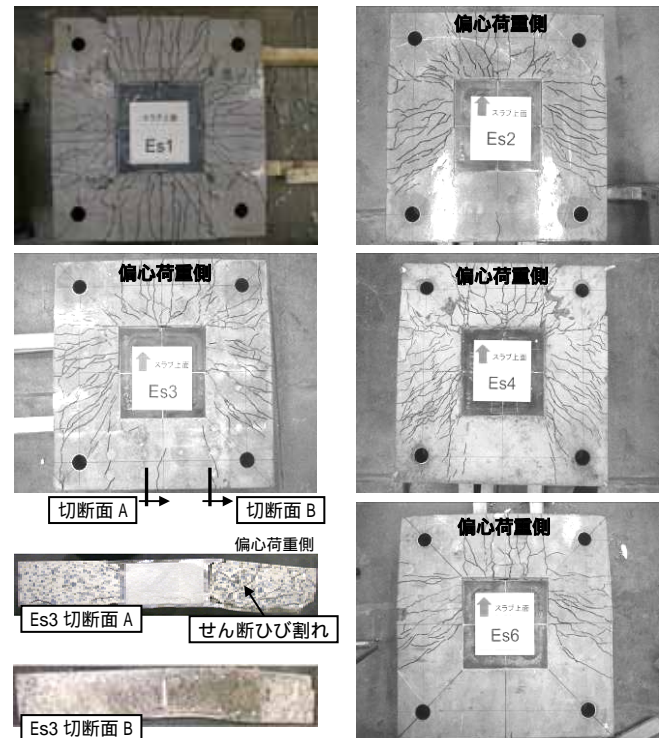 スラブ上面
Es1
偏心荷重側
スラブ上面
Es2
偏心荷重側
スラブ上面
Es3
偏心荷重側
スラブ上面
Es4
切断面 A
切断面 B
偏心荷重側
Es3 切断面 A
せん断ひび割れ
Es3 切断面 B
偏心荷重側
スラブ上面
Es6